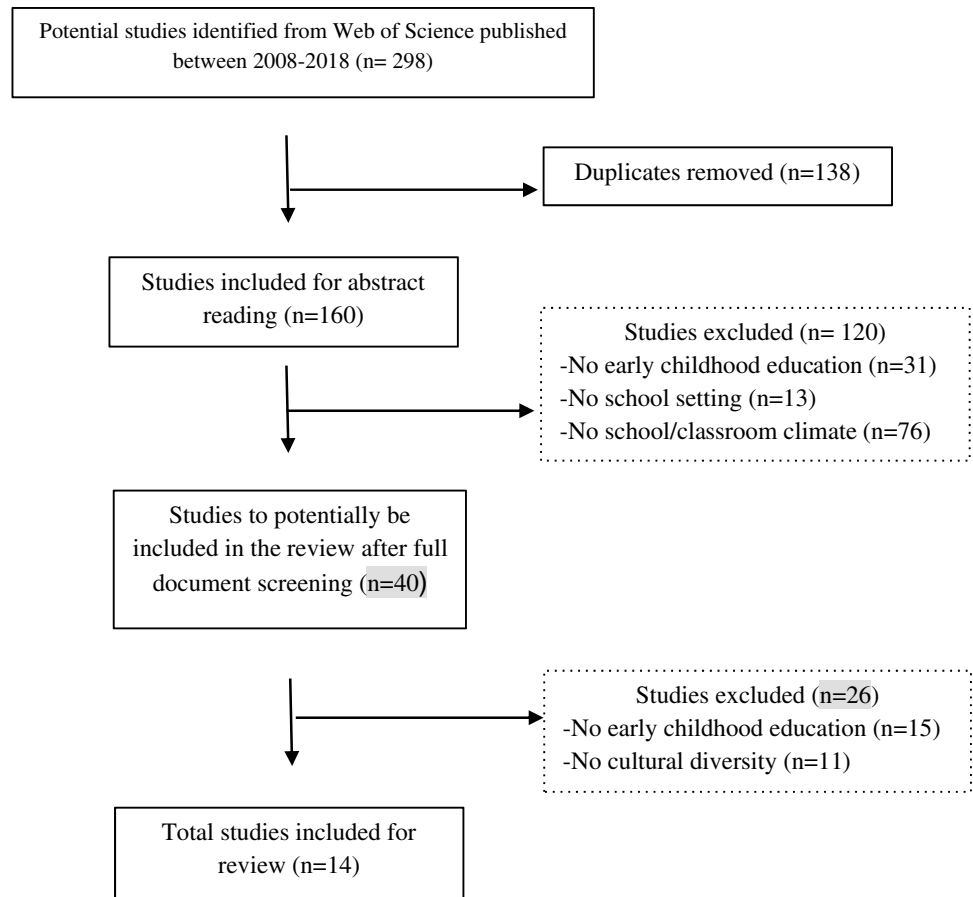 Potential studies identified from Web of Science published
between 2008-2018 (n= 298)
Duplicates removed (n=138)
Studies included for abstract
reading (n=160)
Studies excluded (n= 120)
-No early childhood education (n=31)
-No school setting (n=13)
-No school/classroom climate (n=76)
Studies to potentially be
included in the review after full
document screening (n=40)
Studies excluded (n=26)
-No early childhood education (n=15)
-No cultural diversity (n=11)
Total studies included for
review (n=14)